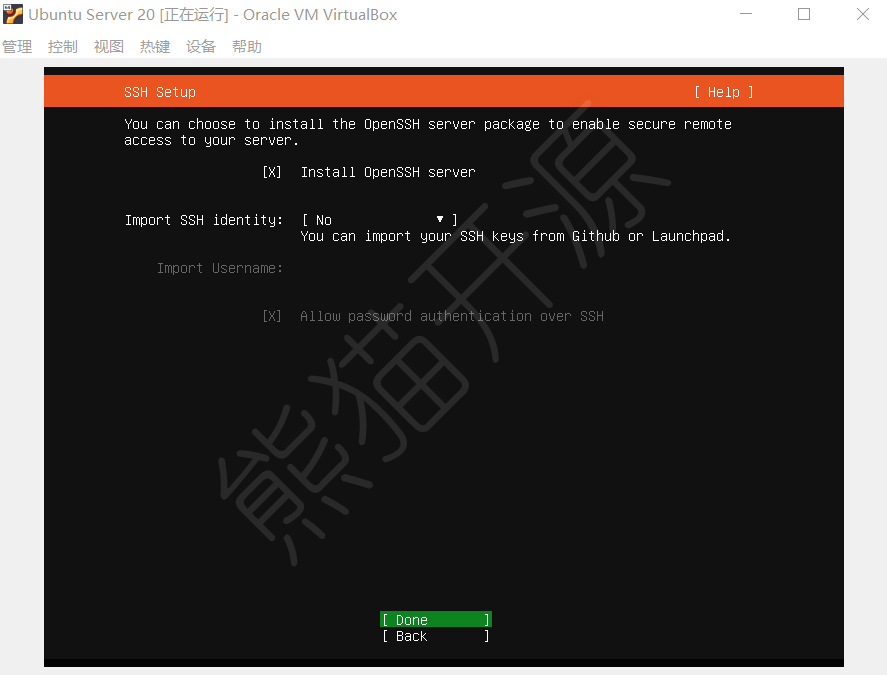 Ubuntu Server 20 [正在运行] - Oracle VM VirtualBox
管理 控制 视图 热键 设备 帮助
SSH Setup [ Help ]
You can choose to install the OpenSSH server package to enable secure remote
access to your server.
[X] Install OpenSSH server
Import SSH identity: [ No ▼ ]
You can import your SSH keys from Github or Launchpad.
Import Username:
[X] Allow password authentication over SSH
熊猫开源
[ Done ]
[ Back ]